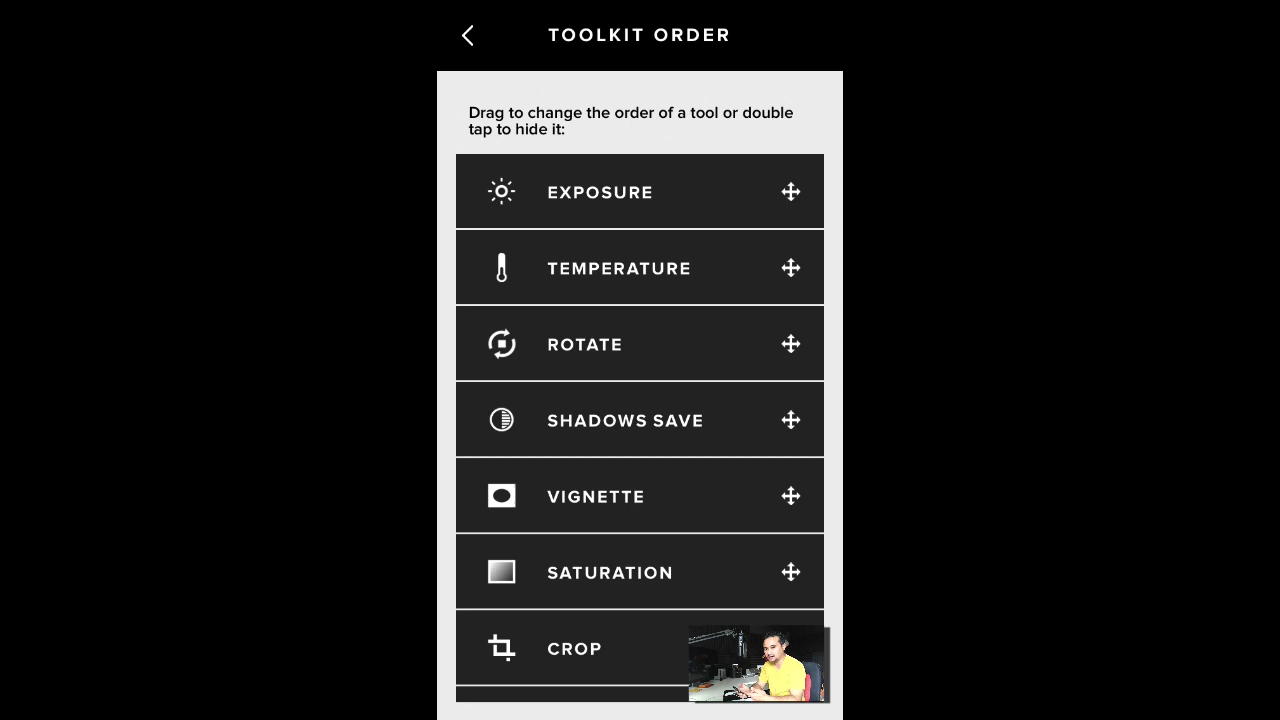 TOOLKIT ORDER
Drag to change the order of a tool or double
tap to hide it:
EXPOSURE
TEMPERATURE
ROTATE
SHADOWS SAVE
VIGNETTE
SATURATION
CROP